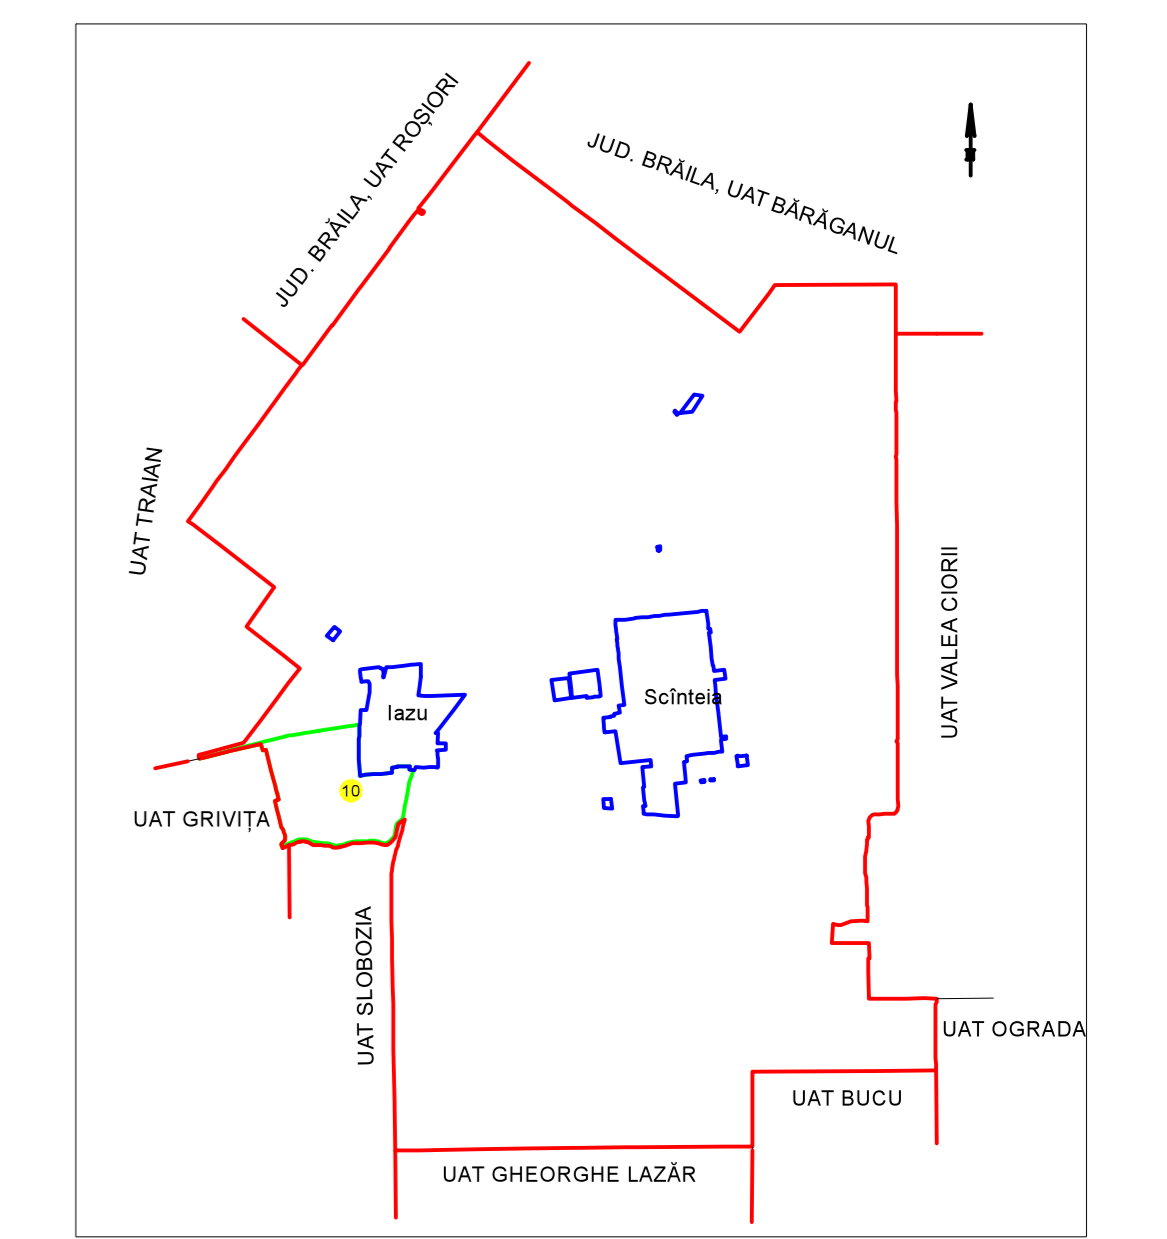 JUD. BRĂILA, UAT ROȘIORI
JUD. BRĂILA, UAT BĂRĂGANUL
UAT TRAIAN
UAT VALEA CIORII
Scînteia
Iazu
10
UAT GRIVIȚA
UAT SLOBOZIA
UAT OGRADA
UAT BUCU
UAT GHEORGHE LAZĂR